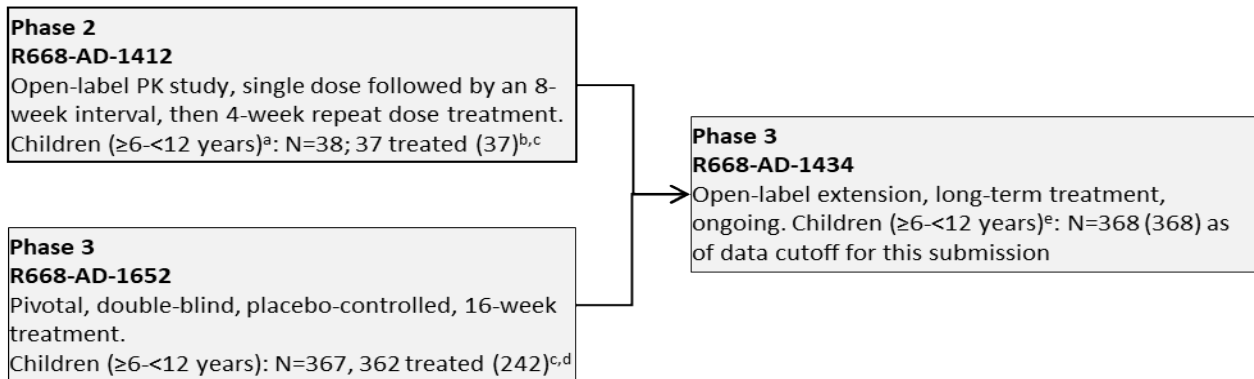 Phase 2
R668-AD-1412
Open-label PK study, single dose followed by an 8-
week interval, then 4-week repeat dose treatment.
Children (≥6-<12 years)ᵃ: N=38; 37 treated (37)ᵇ,ᶜ
Phase 3
R668-AD-1652
Pivotal, double-blind, placebo-controlled, 16-week
treatment.
Children (≥6-<12 years): N=367, 362 treated (242)ᶜ,ᵈ
Phase 3
R668-AD-1434
Open-label extension, long-term treatment,
ongoing. Children (≥6-<12 years)ᵉ: N=368 (368) as
of data cutoff for this submission